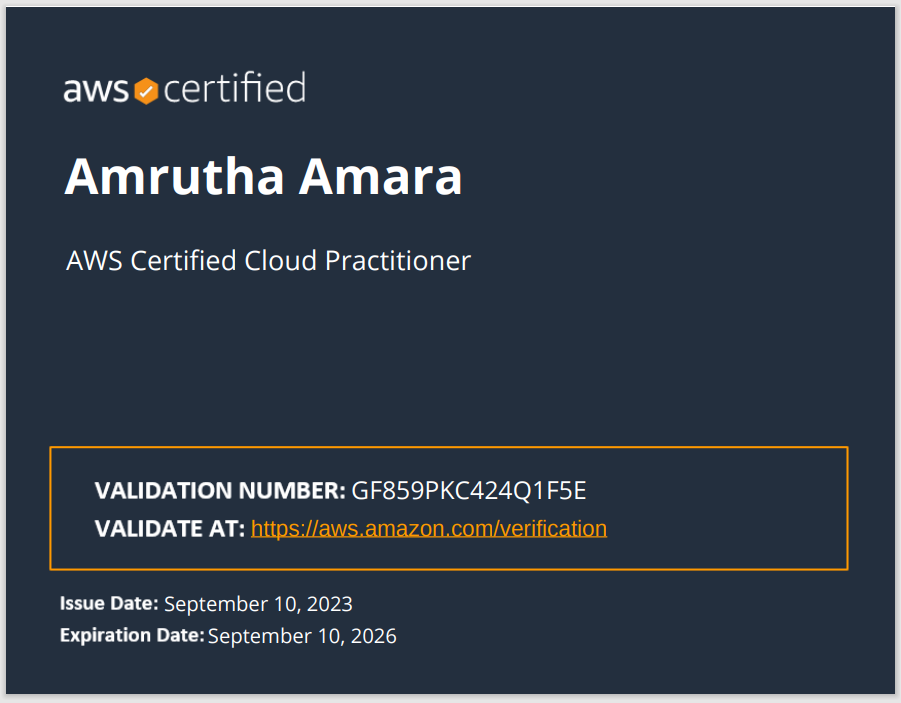 aws certified
Amrutha Amara
AWS Certified Cloud Practitioner
VALIDATION NUMBER: GF859PKC424Q1F5E
VALIDATE AT: https://aws.amazon.com/verification
Issue Date: September 10, 2023
Expiration Date: September 10, 2026